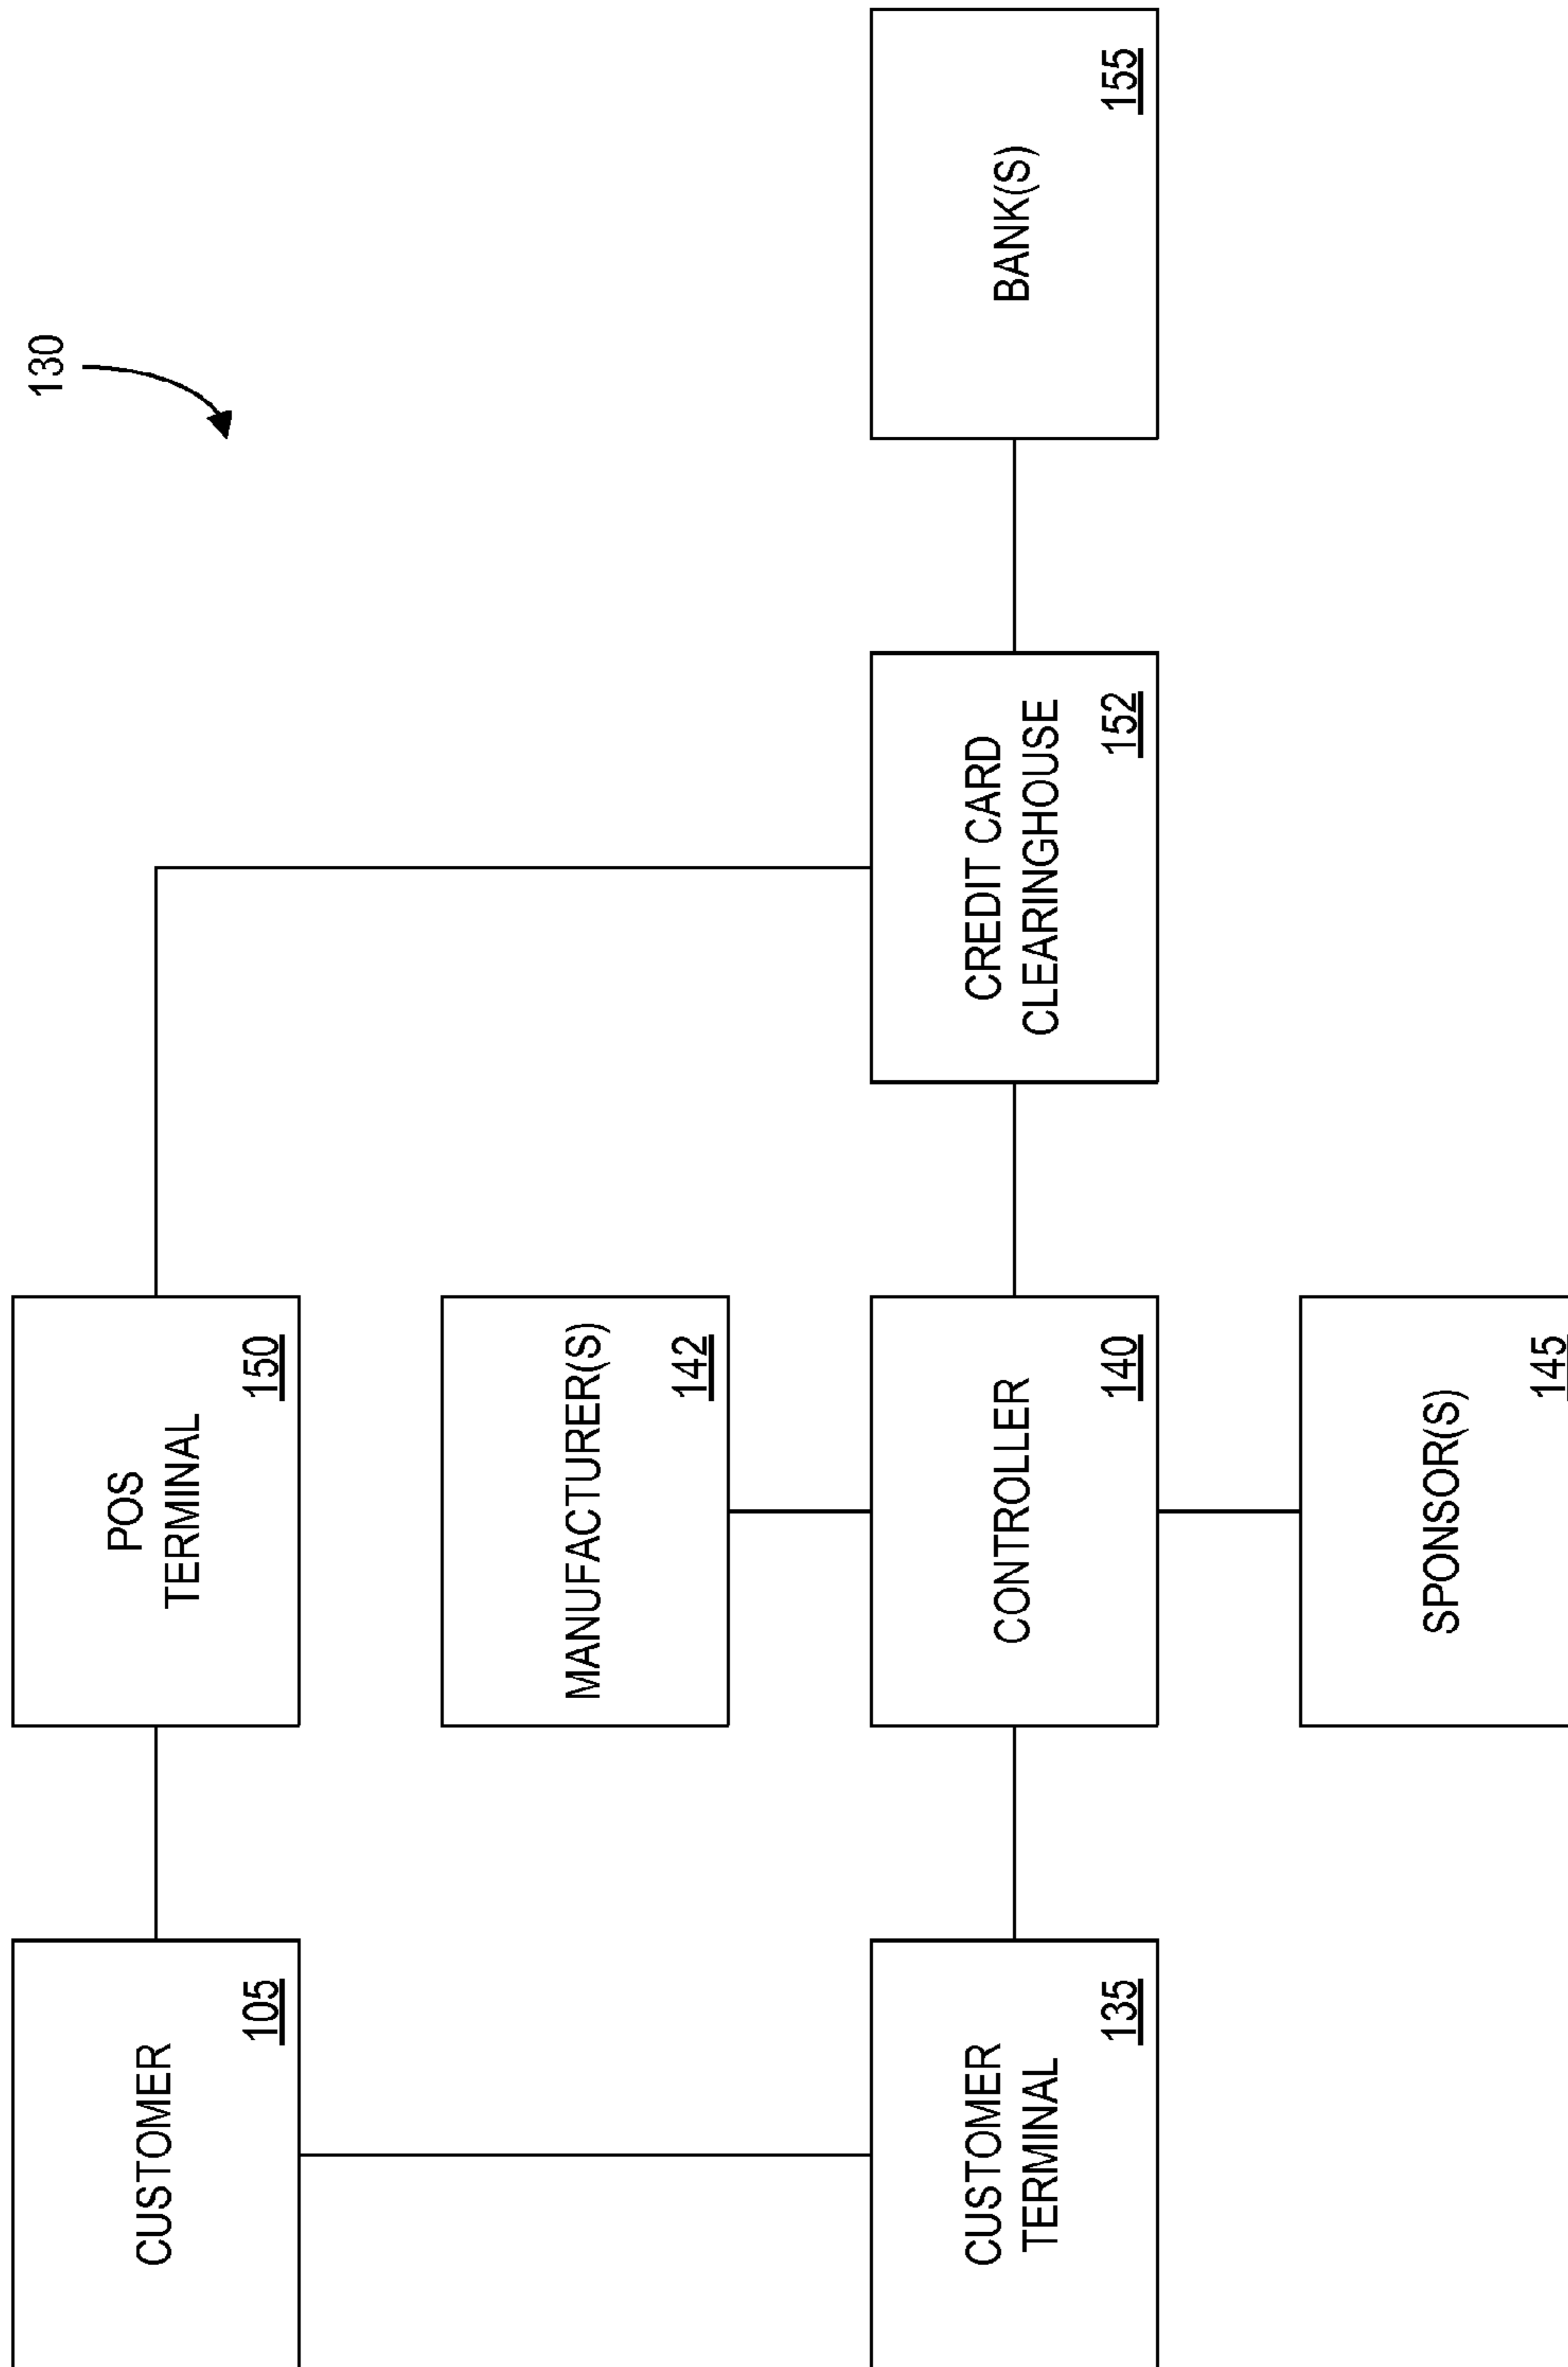 130
CUSTOMER
105
POS
TERMINAL
150
MANUFACTURER(S)
142
CUSTOMER
TERMINAL
135
CONTROLLER
140
CREDIT CARD
CLEARINGHOUSE
152
BANK(S)
155
SPONSOR(S)
145